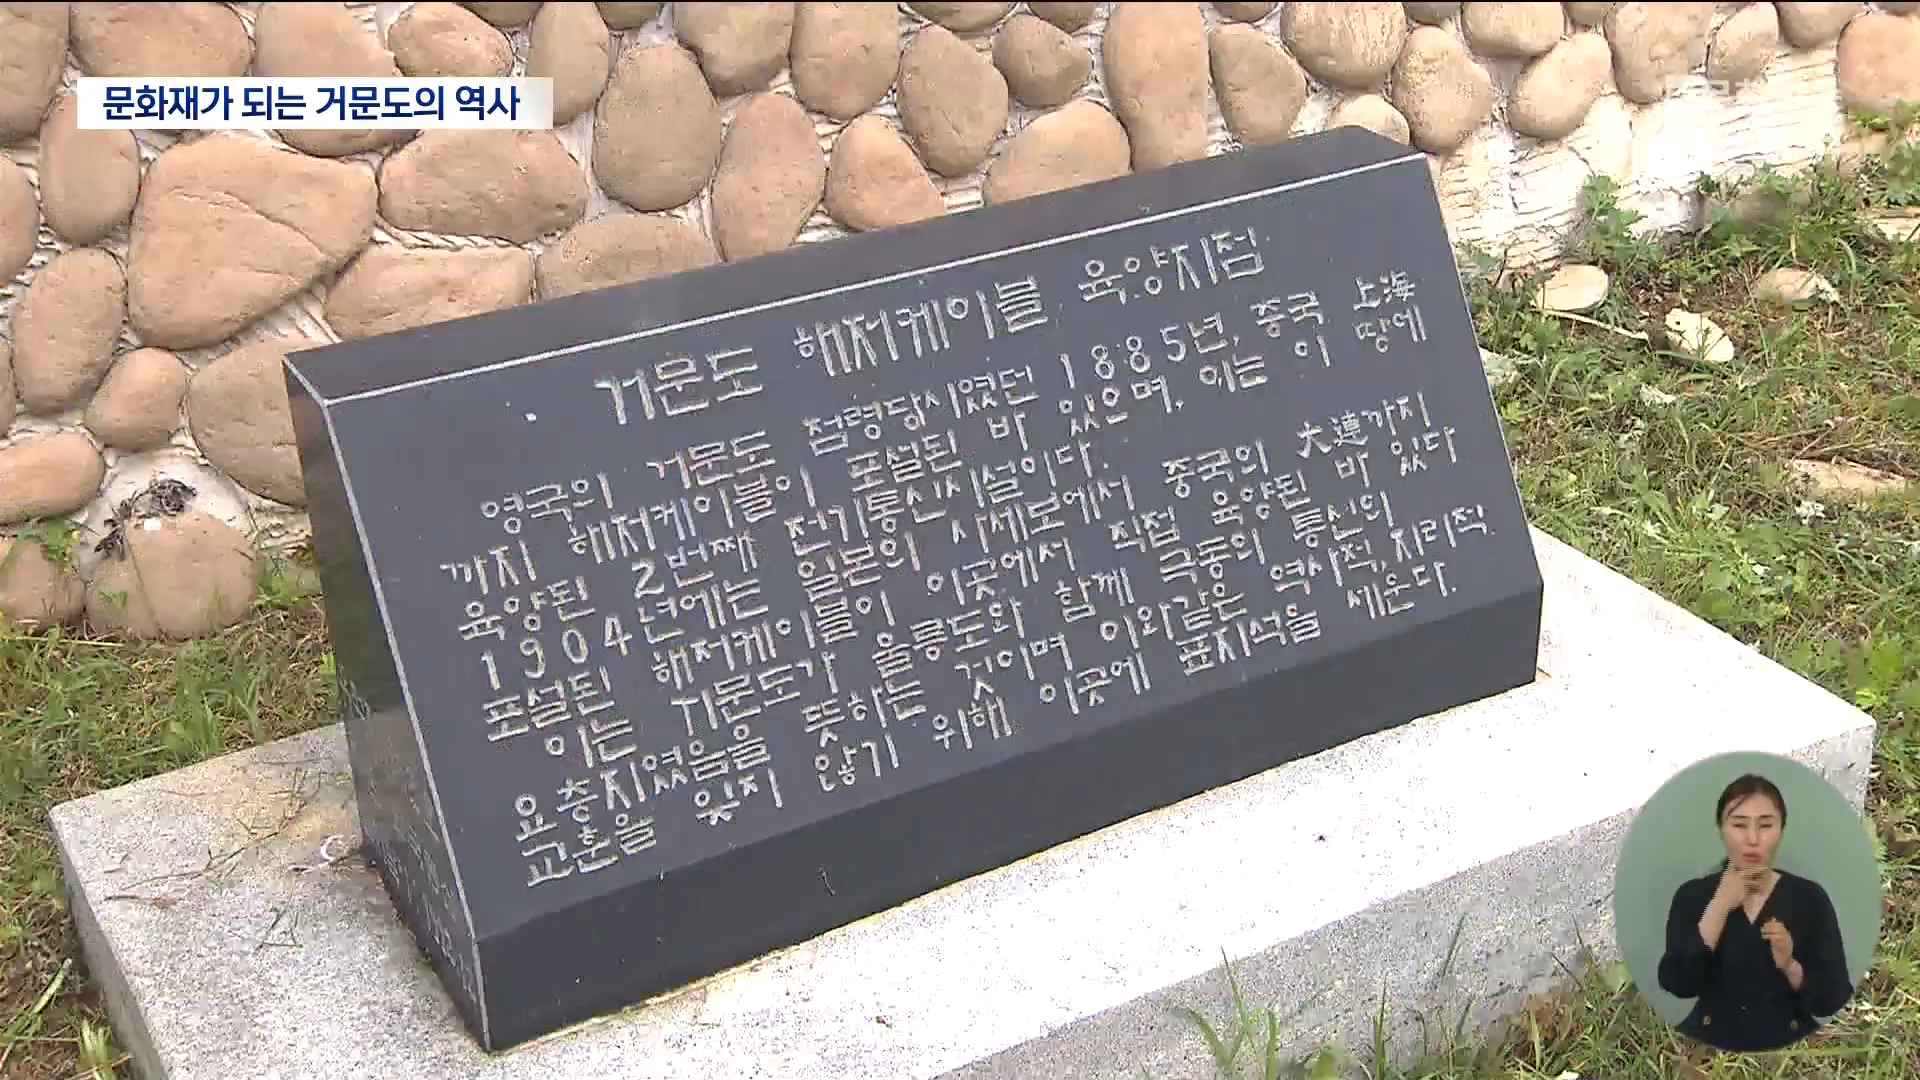 문화재가 되는 거문도의 역사
거문도 해저케이블 육양지점
영국의 거문도 점령당시였던 1885년, 중국 上海
까지 해저케이블이 포설된 바 있으며, 이는 이 땅에
육양된 2번째 전기통신시설이다.
1904년에는 일본의 사세보에서 중국의 大連까지
포설된 해저케이블이 이곳에서 직접 육양된 바 있다
이는 거문도가 울릉도와 함께 극동의 통신의
요충지였음을 뜻하는 것이며 이와같은 역사적,지리적
교훈을 잊지 않기 위해 이곳에 표지석을 세운다.